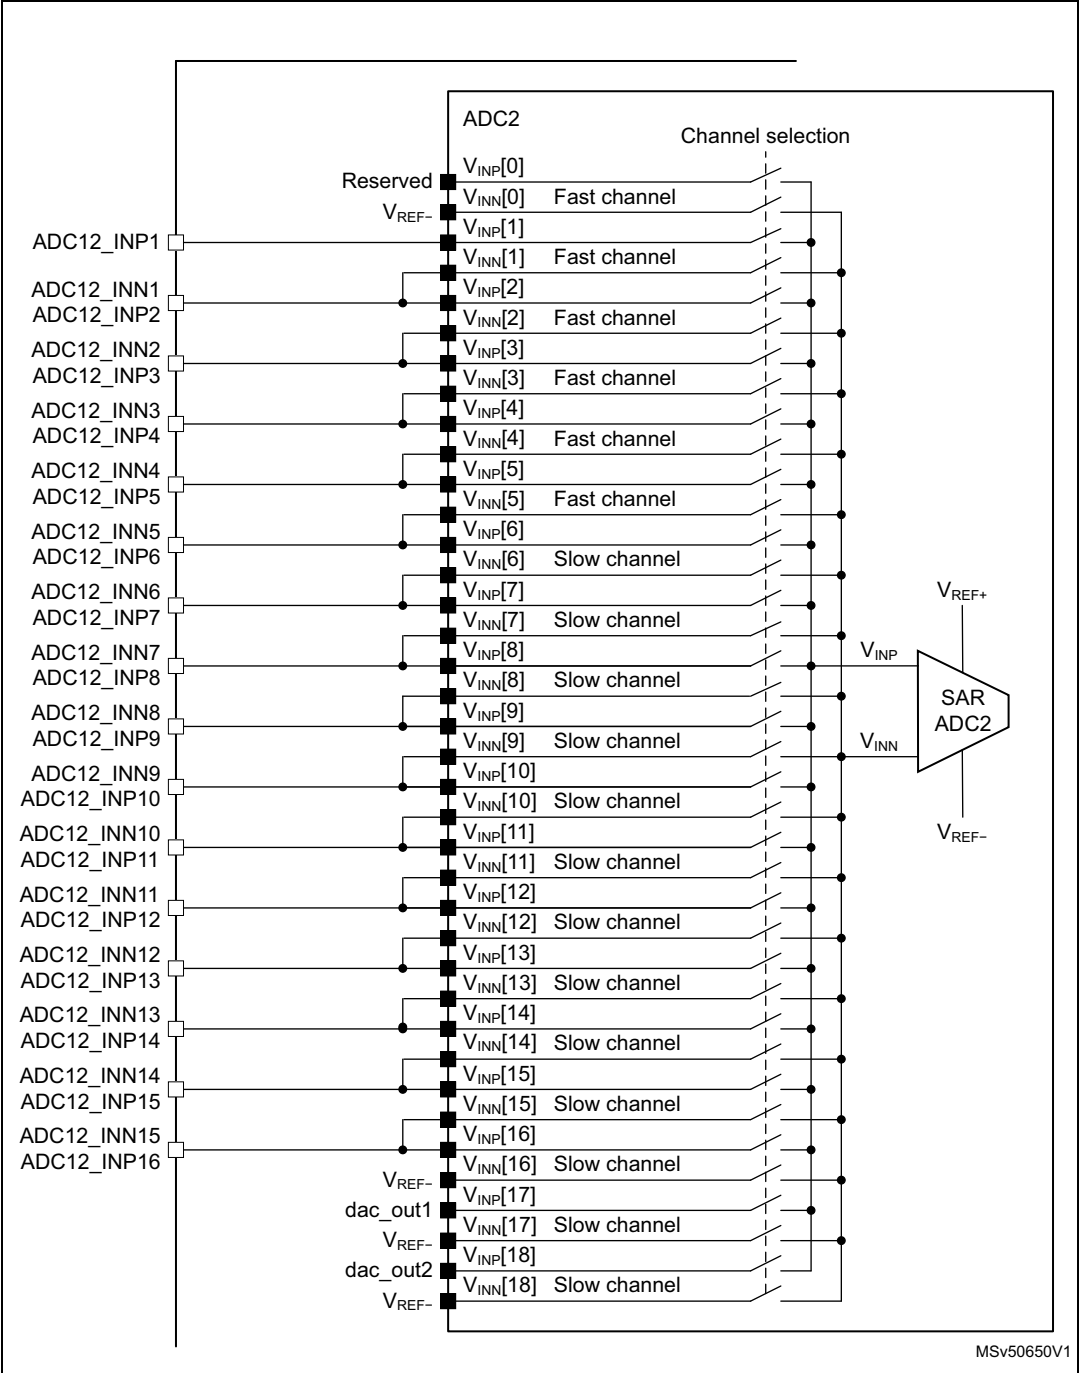 ADC2
Channel selection
Reserved
VINP[0]
VINN[0] Fast channel
VREF−
VINP[1]
ADC12_INP1
VINN[1] Fast channel
ADC12_INN1
VINP[2]
ADC12_INP2
VINN[2] Fast channel
ADC12_INN2
VINP[3]
ADC12_INP3
VINN[3] Fast channel
ADC12_INN3
VINP[4]
ADC12_INP4
VINN[4] Fast channel
ADC12_INN4
VINP[5]
ADC12_INP5
VINN[5] Fast channel
ADC12_INN5
VINP[6]
ADC12_INP6
VINN[6] Slow channel
ADC12_INN6
VINP[7]
ADC12_INP7
VINN[7] Slow channel
ADC12_INN7
VINP[8]
ADC12_INP8
VINN[8] Slow channel
ADC12_INN8
VINP[9]
ADC12_INP9
VINN[9] Slow channel
ADC12_INN9
VINP[10]
ADC12_INP10
VINN[10] Slow channel
ADC12_INN10
VINP[11]
ADC12_INP11
VINN[11] Slow channel
ADC12_INN11
VINP[12]
ADC12_INP12
VINN[12] Slow channel
ADC12_INN12
VINP[13]
ADC12_INP13
VINN[13] Slow channel
ADC12_INN13
VINP[14]
ADC12_INP14
VINN[14] Slow channel
ADC12_INN14
VINP[15]
ADC12_INP15
VINN[15] Slow channel
ADC12_INN15
VINP[16]
ADC12_INP16
VINN[16] Slow channel
VREF−
VINP[17]
dac_out1
VINN[17] Slow channel
VREF−
VINP[18]
dac_out2
VINN[18] Slow channel
VREF−
VREF+
VINP
SAR
ADC2
VINN
VREF−
MSv50650V1